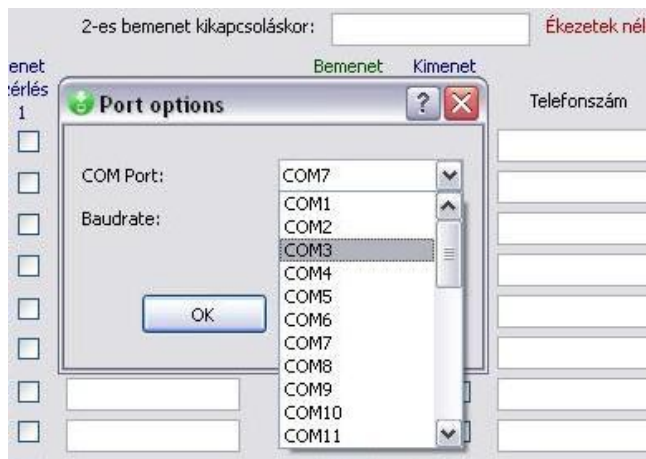 2-es bemenet kikapcsoláskor:
Ékezetek nél
enet
Bemenet
Kimenet
zérlés
1
Telefonszám
Port options
COM Port:
COM7
Baudrate:
COM1
COM2
COM3
COM4
COM5
COM6
COM7
COM8
COM9
COM10
COM11
OK